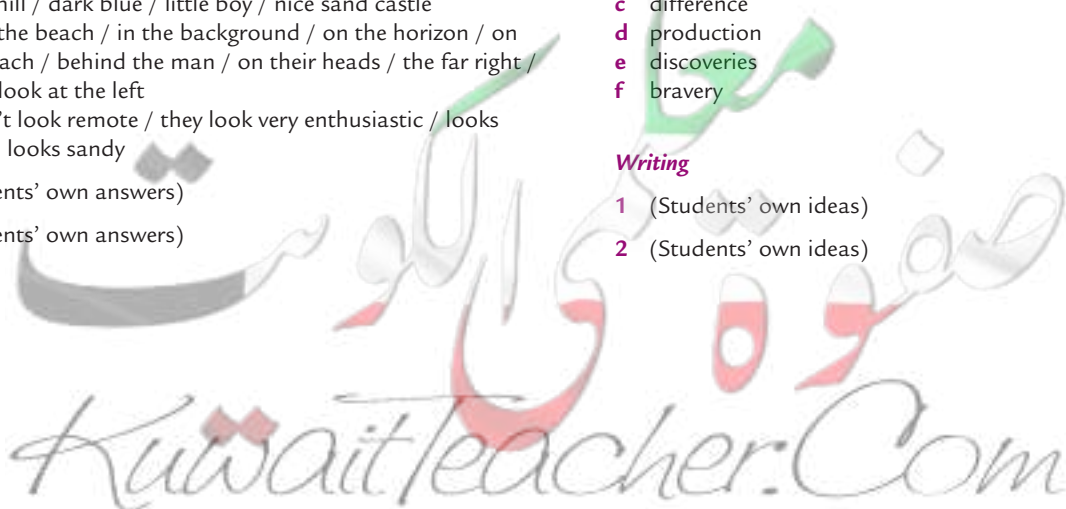 hill / dark blue / little boy / nice sand castle
the beach / in the background / on the horizon / on
ach / behind the man / on their heads / the far right /
look at the left
't look remote / they look very enthusiastic / looks
looks sandy
ents' own answers)
ents' own answers)
c difference
d production
e discoveries
f bravery
Writing
1 (Students' own ideas)
2 (Students' own ideas)
صفوة معلمى الكويت
KuwaitTeacher.Com